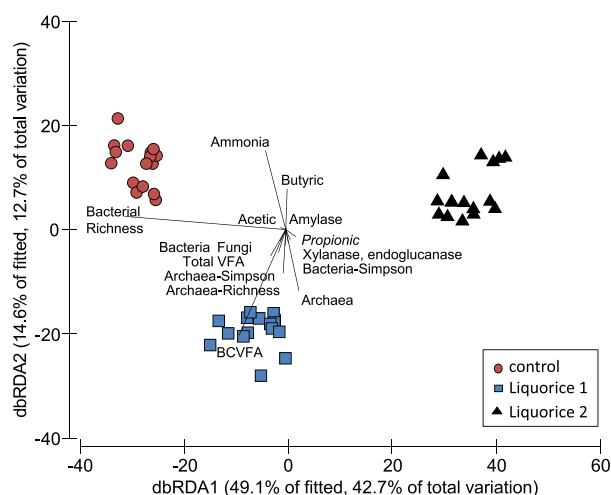 40
20
0
-20
-40
dbRDA2 (14.6% of fitted, 12.7% of total variation)
Ammonia
Butyric
Bacterial
Richness
Acetic
Amylase
Propionic
Bacteria Fungi
Xylanase, endoglucanase
Total VFA
Bacteria-Simpson
Archaea-Simpson
Archaea-Richness
Archaea
BCVFA
control
Liquorice 1
Liquorice 2
-40
-20
0
20
40
60
dbRDA1 (49.1% of fitted, 42.7% of total variation)